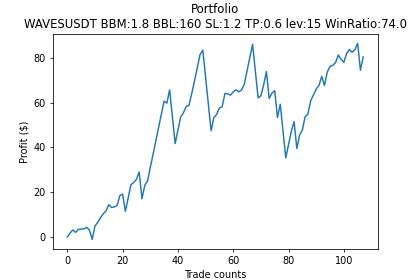 Portfolio
WAVESUSDT BBM:1.8 BBL:160 SL:1.2 TP:0.6 lev:15 WinRatio:74.0
80
60
40
20
0
Profit ($)
0 20 40 60 80 100
Trade counts